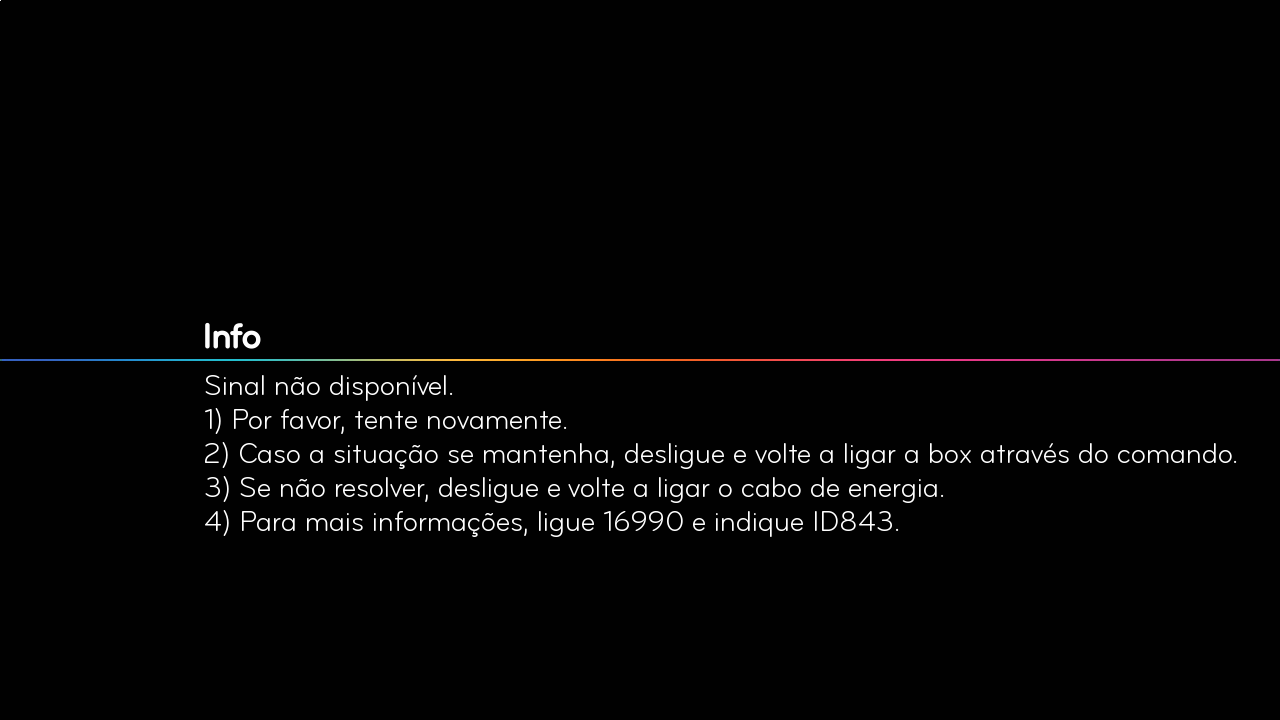 Info
Sinal não disponível.
1) Por favor, tente novamente.
2) Caso a situação se mantenha, desligue e volte a ligar a box através do comando.
3) Se não resolver, desligue e volte a ligar o cabo de energia.
4) Para mais informações, ligue 16990 e indique ID843.